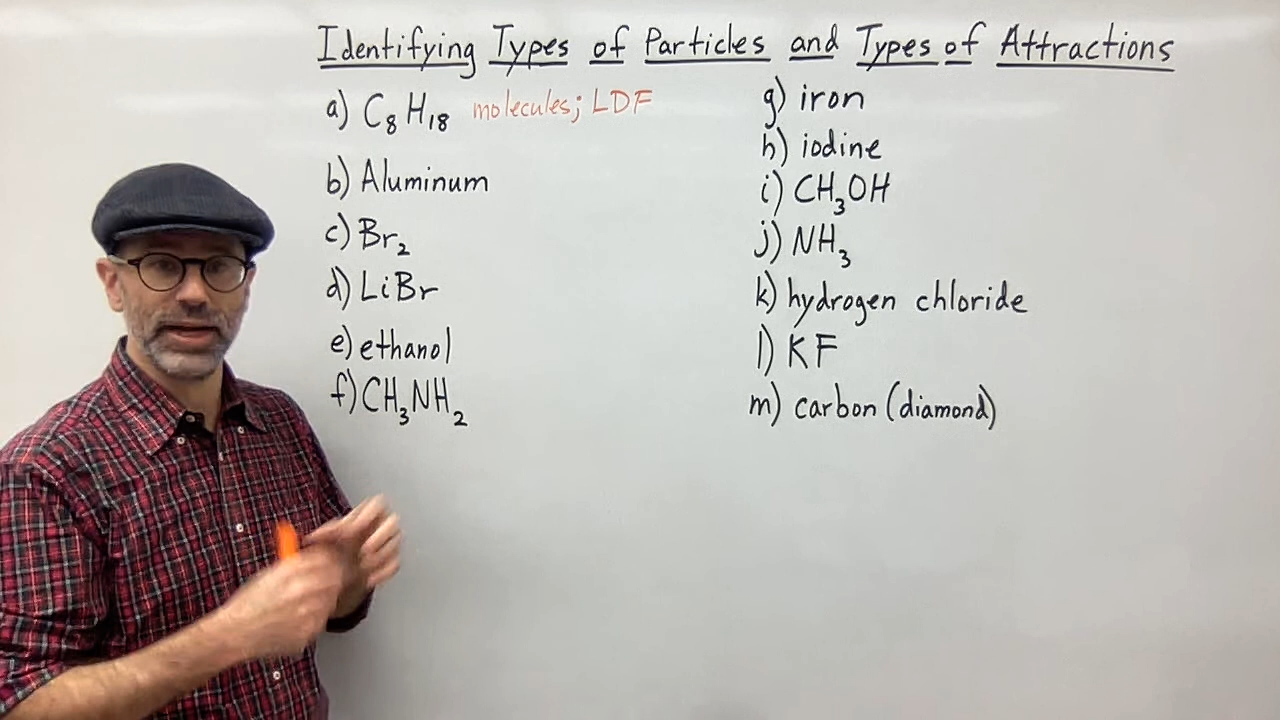 Identifying Types of Particles and Types of Attractions
a) C₈H₁₈ molecules; LDF
b) Aluminum
c) Br₂
d) LiBr
e) ethanol
f) CH₃NH₂
g) iron
h) iodine
i) CH₃OH
j) NH₃
k) hydrogen chloride
l) KF
m) carbon (diamond)